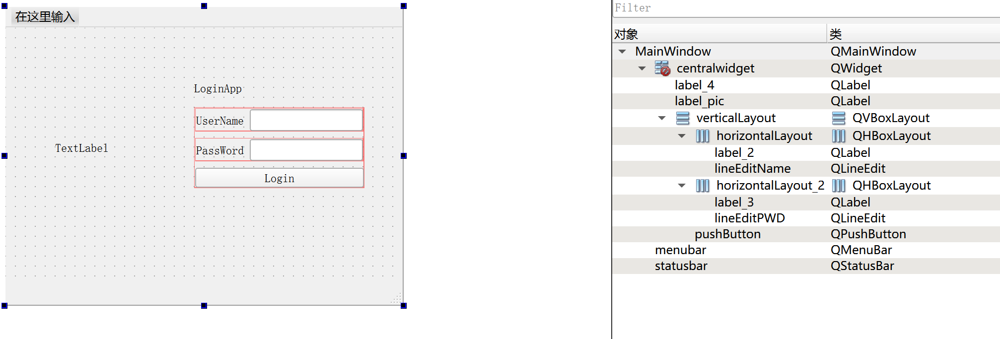 在这里输入
LoginApp
UserName
PassWord
TextLabel
Login
Filter
对象 类
MainWindow QMainWindow
centralwidget QWidget
label_4 QLabel
label_pic QLabel
verticalLayout QVBoxLayout
horizontalLayout QHBoxLayout
label_2 QLabel
lineEditName QLineEdit
horizontalLayout_2 QHBoxLayout
label_3 QLabel
lineEditPWD QLineEdit
pushButton QPushButton
menubar QMenuBar
statusbar QStatusBar